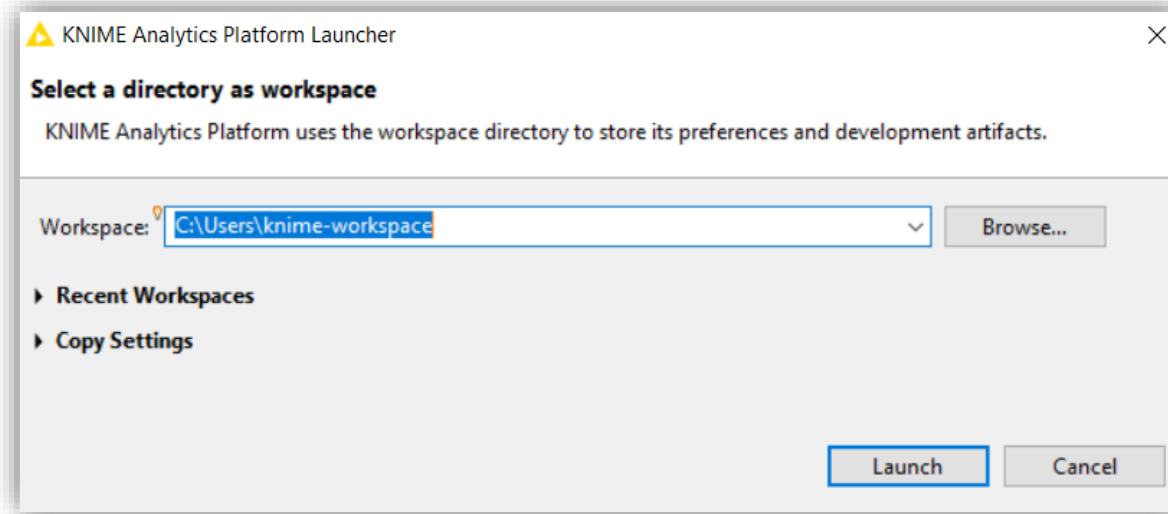 KNIME Analytics Platform Launcher
Select a directory as workspace
KNIME Analytics Platform uses the workspace directory to store its preferences and development artifacts.
Workspace: C:\Users\knime-workspace Browse...
Recent Workspaces
Copy Settings
Launch Cancel